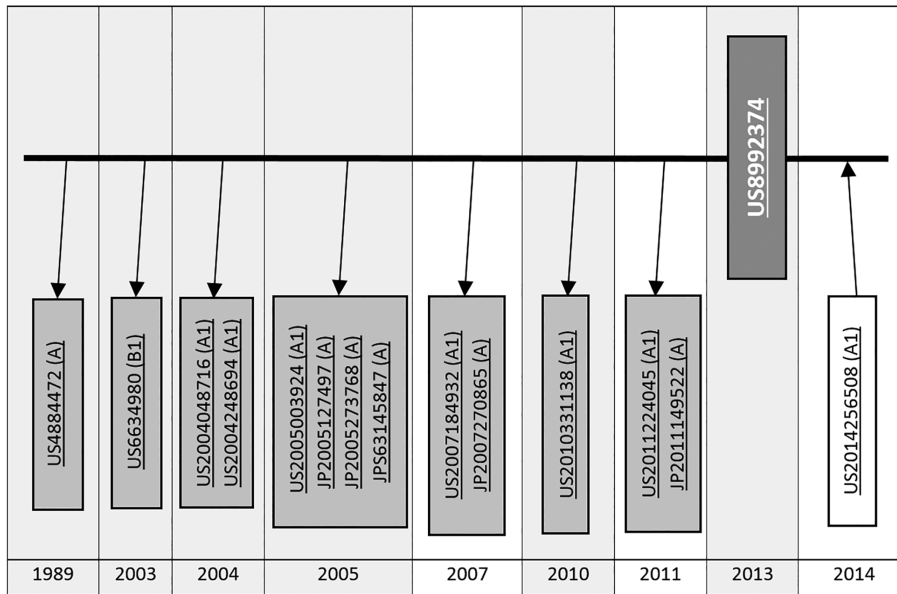 US8992374
US4884472 (A)
US6634980 (B1)
US2004048716 (A1)
US2004248694 (A1)
US2005003924 (A1)
JP2005127497 (A)
JP2005273768 (A)
JPS63145847 (A)
US2007184932 (A1)
JP2007270865 (A)
US2010331138 (A1)
US2011224045 (A1)
JP2011149522 (A)
US2014256508 (A1)
1989
2003
2004
2005
2007
2010
2011
2013
2014